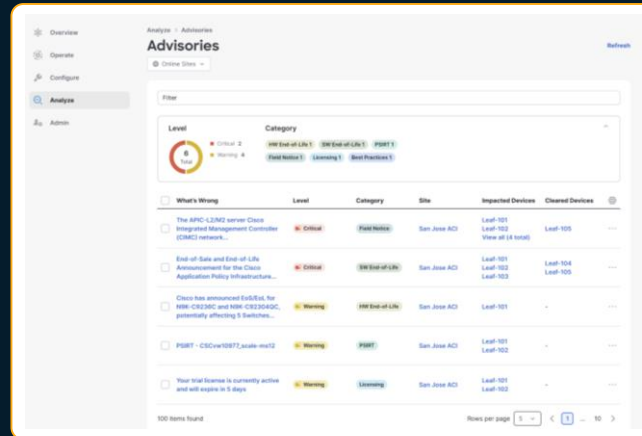 Overview
Operate
Configure
Analyze
Admin
Analyze > Advisories
Advisories
Refresh
Online Sites
Filter
Level
6
Total
Critical 2
Warning 4
Category
HW End-of-Life 1 SW End-of-Life 1 PSIRT 1
Field Notice 1 Licensing 1 Best Practices 1
What's Wrong Level Category Site Impacted Devices Cleared Devices
The APIC-L2/M2 server Cisco
Integrated Management Controller
(CIMC) network...
Critical
Field Notice
San Jose ACI
Leaf-101
Leaf-102
View all (4 total)
Leaf-105
End-of-Sale and End-of-Life
Announcement for the Cisco
Application Policy Infrastructure...
Critical
SW End-of-Life
San Jose ACI
Leaf-101
Leaf-102
Leaf-103
Leaf-104
Leaf-105
Cisco has announced EoS/EoL for
N9K-C9236C and N9K-C92304QC,
potentially affecting 5 Switches...
Warning
HW End-of-Life
San Jose ACI
Leaf-101
-
PSIRT - CSCvw10977_scale-ms12
Warning
PSIRT
San Jose ACI
Leaf-101
Leaf-102
-
Your trial license is currently active
and will expire in 5 days
Warning
Licensing
San Jose ACI
Leaf-101
Leaf-102
-
100 items found
Rows per page 5 < 1 ... 10 >